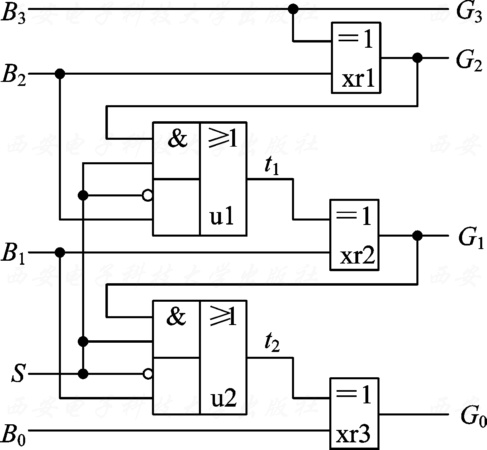 B₃ G₃
=1
B₂ xr1 G₂
& ≥1
t₁
u1 =1
B₁ xr2 G₁
& ≥1
t₂
S
u2 =1
B₀ xr3 G₀